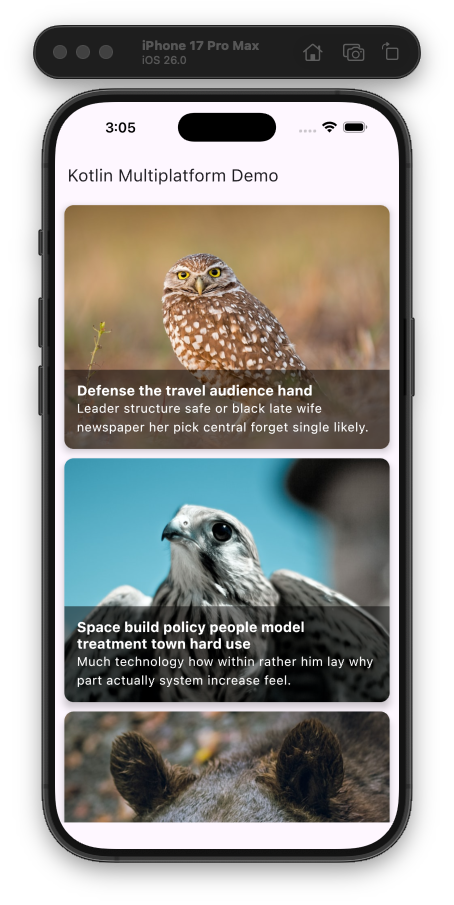 iPhone 17 Pro Max
iOS 26.0
3:05
Kotlin Multiplatform Demo
Defense the travel audience hand
Leader structure safe or black late wife
newspaper her pick central forget single likely.
Space build policy people model
treatment town hard use
Much technology how within rather him lay why
part actually system increase feel.